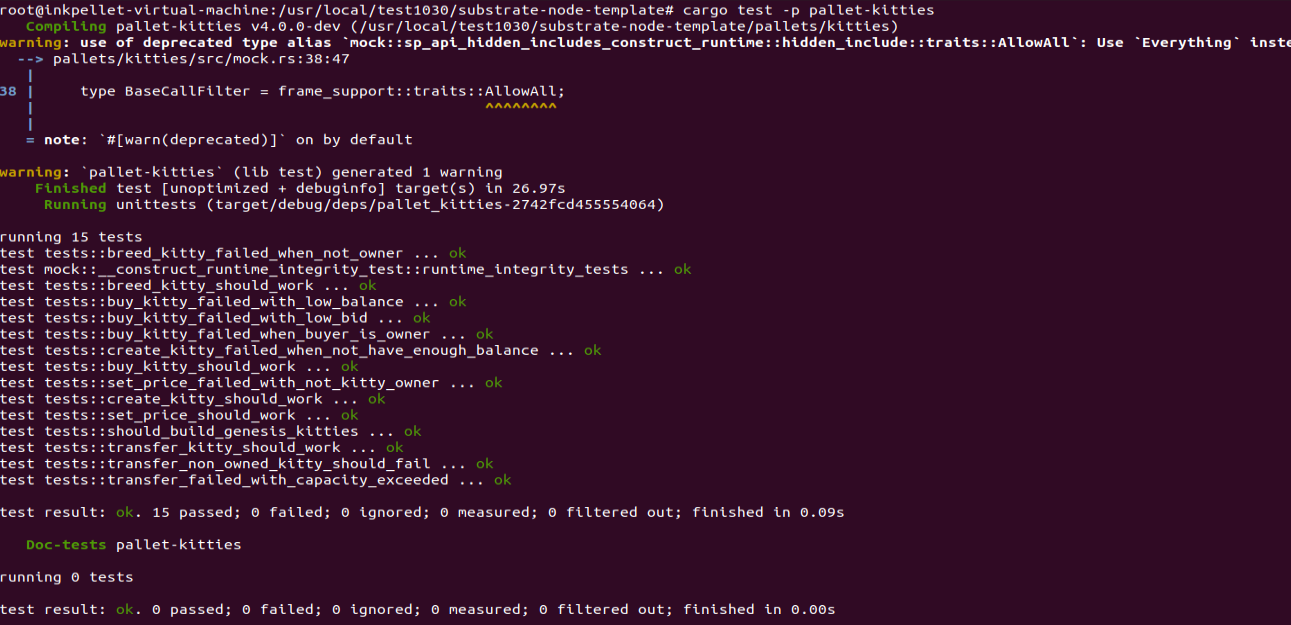 root@inkpellet-virtual-machine:/usr/local/test1030/substrate-node-template# cargo test -p pallet-kitties
   Compiling pallet-kitties v4.0.0-dev (/usr/local/test1030/substrate-node-template/pallets/kitties)
warning: use of deprecated type alias `mock::sp_api_hidden_includes_construct_runtime::hidden_include::traits::AllowAll`: Use `Everything` inste
  --> pallets/kitties/src/mock.rs:38:47
   |
38 |     type BaseCallFilter = frame_support::traits::AllowAll;
   |                                                  ^^^^^^^^
   |
   = note: `#[warn(deprecated)]` on by default

warning: `pallet-kitties` (lib test) generated 1 warning
    Finished test [unoptimized + debuginfo] target(s) in 26.97s
     Running unittests (target/debug/deps/pallet_kitties-2742fcd455554064)

running 15 tests
test tests::breed_kitty_failed_when_not_owner ... ok
test mock::__construct_runtime_integrity_test::runtime_integrity_tests ... ok
test tests::breed_kitty_should_work ... ok
test tests::buy_kitty_failed_with_low_balance ... ok
test tests::buy_kitty_failed_with_low_bid ... ok
test tests::buy_kitty_failed_when_buyer_is_owner ... ok
test tests::create_kitty_failed_when_not_have_enough_balance ... ok
test tests::buy_kitty_should_work ... ok
test tests::set_price_failed_with_not_kitty_owner ... ok
test tests::create_kitty_should_work ... ok
test tests::set_price_should_work ... ok
test tests::should_build_genesis_kitties ... ok
test tests::transfer_kitty_should_work ... ok
test tests::transfer_non_owned_kitty_should_fail ... ok
test tests::transfer_failed_with_capacity_exceeded ... ok

test result: ok. 15 passed; 0 failed; 0 ignored; 0 measured; 0 filtered out; finished in 0.09s

   Doc-tests pallet-kitties

running 0 tests

test result: ok. 0 passed; 0 failed; 0 ignored; 0 measured; 0 filtered out; finished in 0.00s